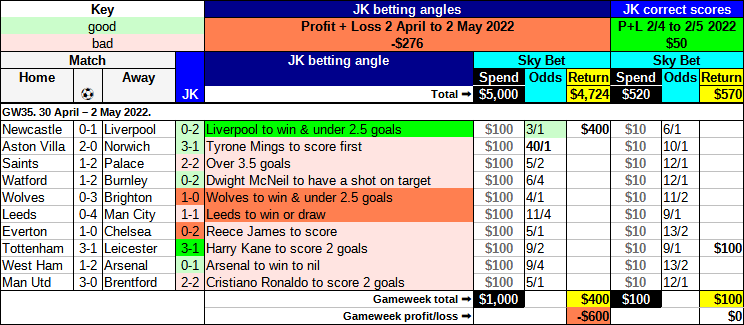 Key JK betting angles JK correct scores
good Profit + Loss 2 April to 2 May 2022 P+L 2/4 to 2/5 2022
bad -$276 $50
Match JK betting angle Sky Bet Sky Bet
Home Away JK Spend Odds Return Spend Odds Return
Total ➡ $5,000 $4,724 $520 $570
GW35. 30 April – 2 May 2022.
Newcastle 0-1 Liverpool 0-2 Liverpool to win & under 2.5 goals $100 3/1 $400 $10 6/1
Aston Villa 2-0 Norwich 3-1 Tyrone Mings to score first $100 40/1 $10 10/1
Saints 1-2 Palace 2-2 Over 3.5 goals $100 5/2 $10 12/1
Watford 1-2 Burnley 0-2 Dwight McNeil to have a shot on target $100 6/4 $10 12/1
Wolves 0-3 Brighton 1-0 Wolves to win & under 2.5 goals $100 4/1 $10 11/2
Leeds 0-4 Man City 1-1 Leeds to win or draw $100 11/4 $10 9/1
Everton 1-0 Chelsea 0-2 Reece James to score $100 5/1 $10 13/2
Tottenham 3-1 Leicester 3-1 Harry Kane to score 2 goals $100 9/2 $10 9/1 $100
West Ham 1-2 Arsenal 0-1 Arsenal to win to nil $100 9/4 $10 13/2
Man Utd 3-0 Brentford 2-2 Cristiano Ronaldo to score 2 goals $100 5/1 $10 12/1
Gameweek total ➡ $1,000 $400 $100 $100
Gameweek profit/loss ➡ -$600 $0